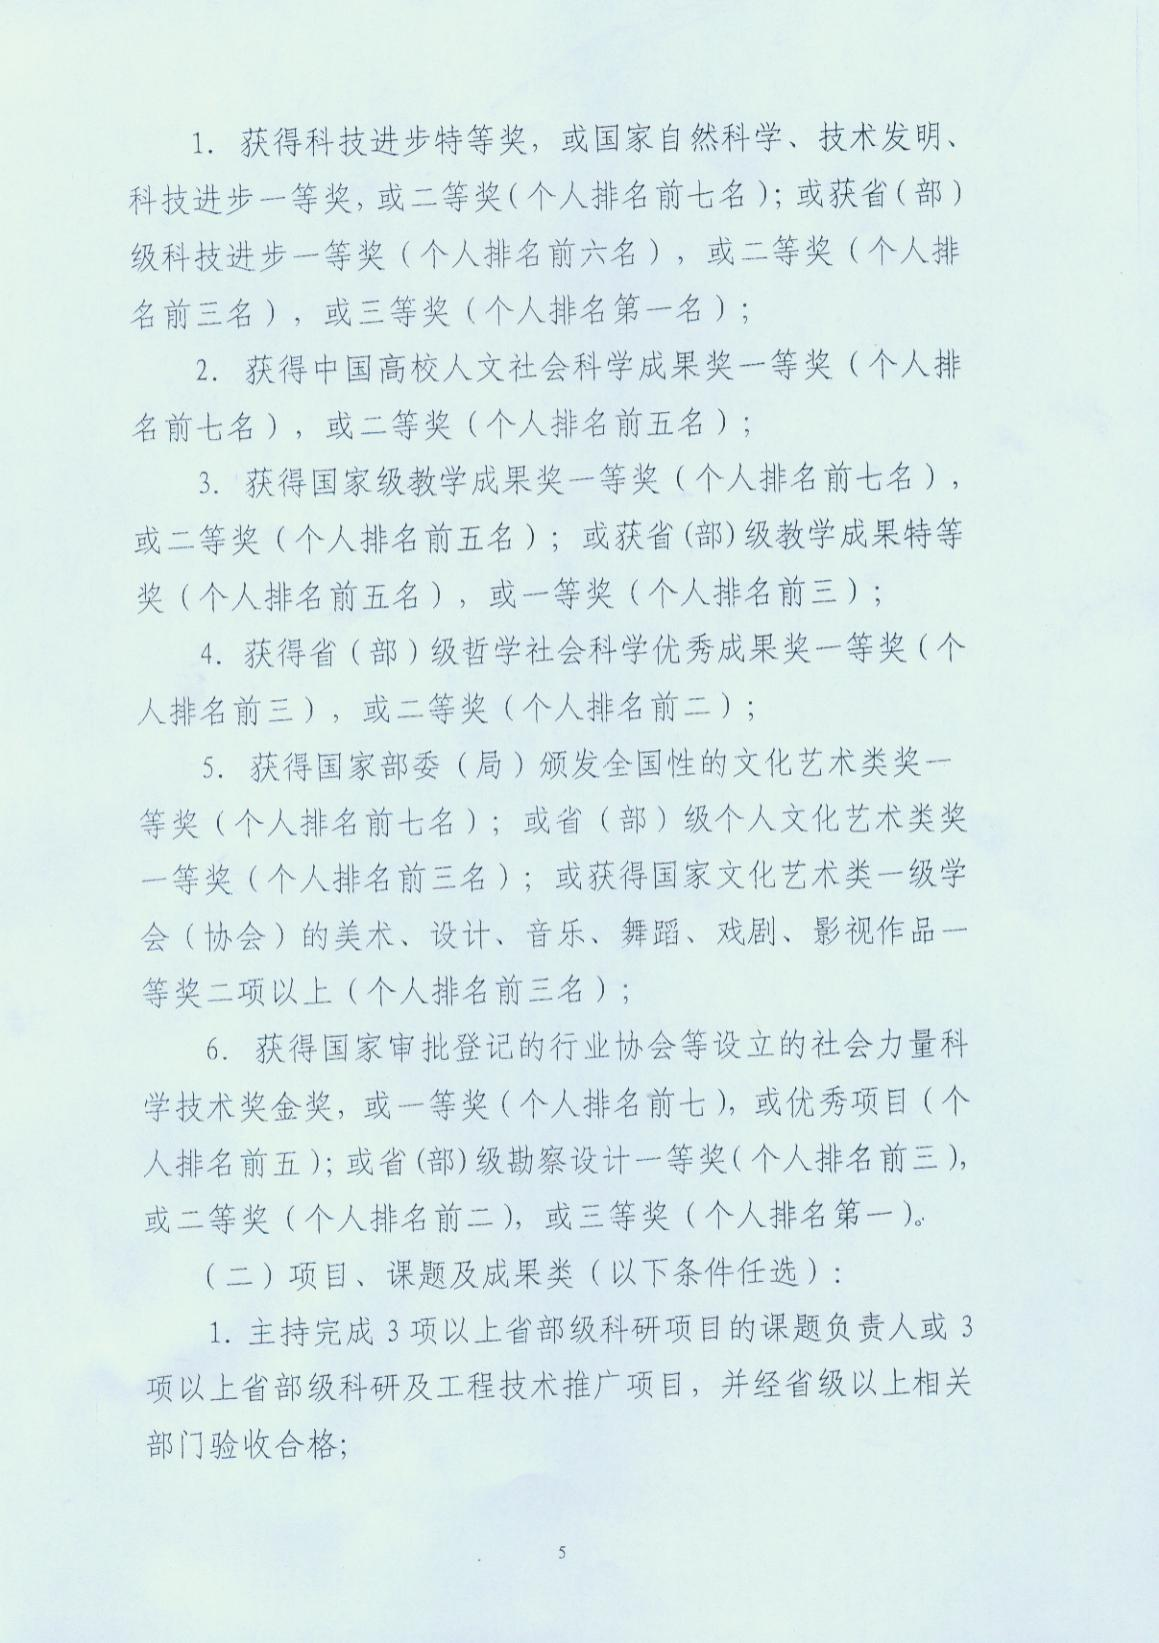 1. 获得科技进步特等奖，或国家自然科学、技术发明、
科技进步一等奖，或二等奖（个人排名前七名）；或获省（部）
级科技进步一等奖（个人排名前六名），或二等奖（个人排
名前三名），或三等奖（个人排名第一名）；
2. 获得中国高校人文社会科学成果奖一等奖（个人排
名前七名），或二等奖（个人排名前五名）；
3. 获得国家级教学成果奖一等奖（个人排名前七名），
或二等奖（个人排名前五名）；或获省(部)级教学成果特等
奖（个人排名前五名），或一等奖（个人排名前三）；
4. 获得省（部）级哲学社会科学优秀成果奖一等奖（个
人排名前三），或二等奖（个人排名前二）；
5. 获得国家部委（局）颁发全国性的文化艺术类奖一
等奖（个人排名前七名）；或省（部）级个人文化艺术类奖
一等奖（个人排名前三名）；或获得国家文化艺术类一级学
会（协会）的美术、设计、音乐、舞蹈、戏剧、影视作品一
等奖二项以上（个人排名前三名）；
6. 获得国家审批登记的行业协会等设立的社会力量科
学技术奖金奖，或一等奖（个人排名前七），或优秀项目（个
人排名前五）；或省(部)级勘察设计一等奖（个人排名前三），
或二等奖（个人排名前二），或三等奖（个人排名第一）。
（二）项目、课题及成果类（以下条件任选）：
1. 主持完成 3 项以上省部级科研项目的课题负责人或 3
项以上省部级科研及工程技术推广项目，并经省级以上相关
部门验收合格；
5